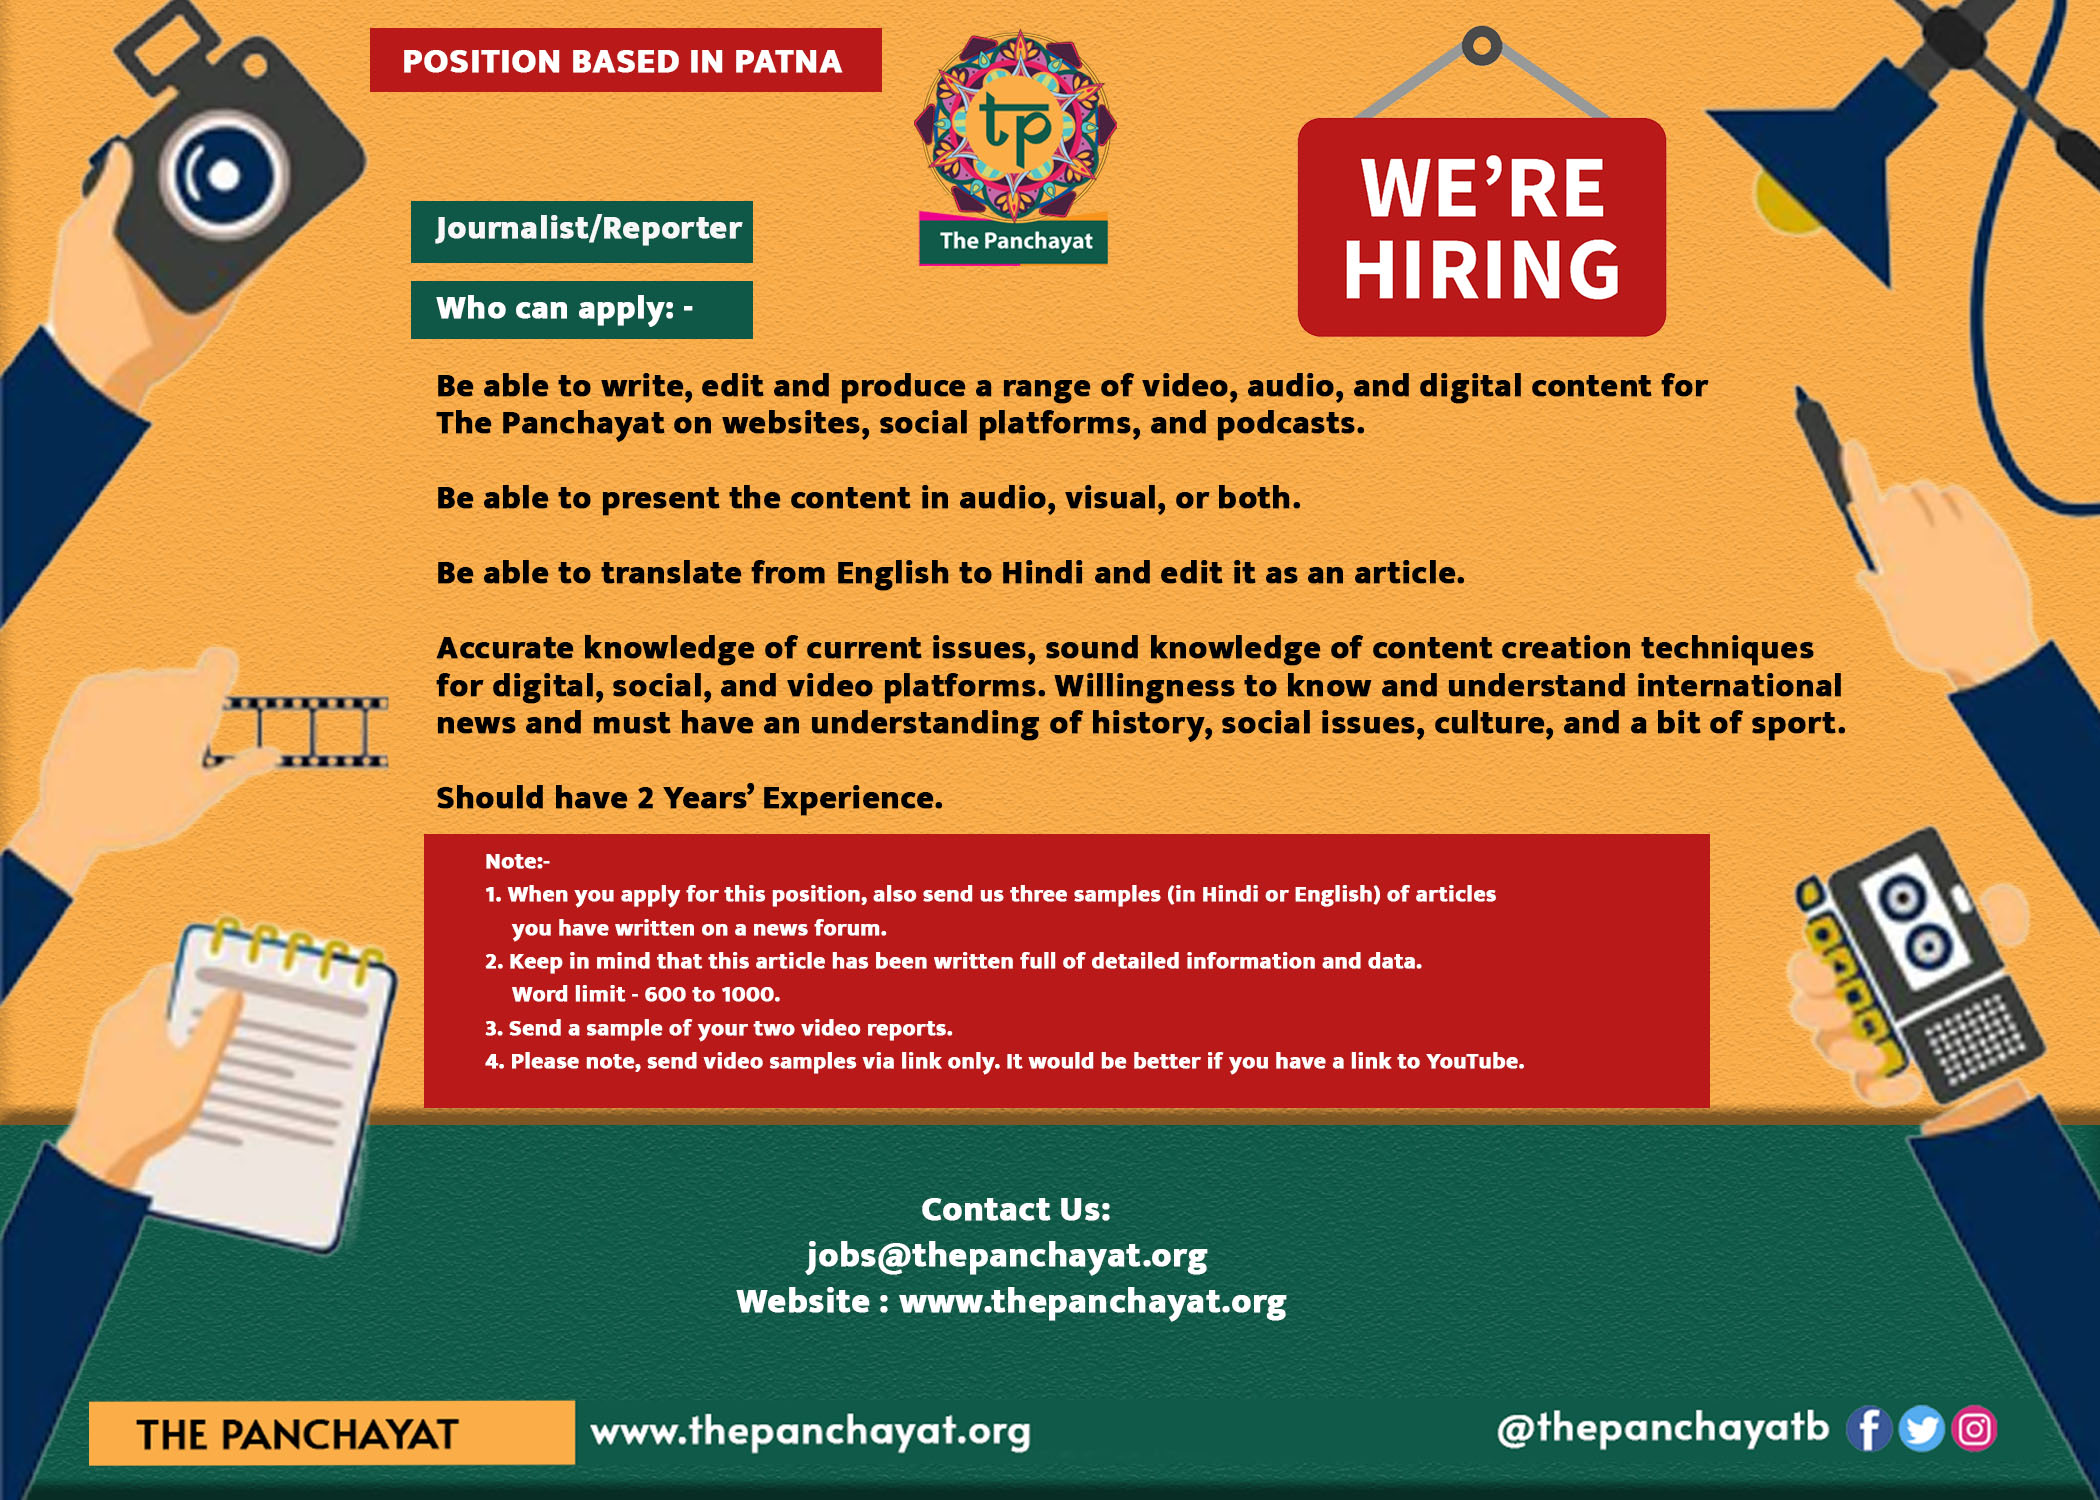 POSITION BASED IN PATNA
tp
The Panchayat
WE’RE
HIRING
Journalist/Reporter
Who can apply: -
Be able to write, edit and produce a range of video, audio, and digital content for
The Panchayat on websites, social platforms, and podcasts.
Be able to present the content in audio, visual, or both.
Be able to translate from English to Hindi and edit it as an article.
Accurate knowledge of current issues, sound knowledge of content creation techniques
for digital, social, and video platforms. Willingness to know and understand international
news and must have an understanding of history, social issues, culture, and a bit of sport.
Should have 2 Years’ Experience.
Note:-
1. When you apply for this position, also send us three samples (in Hindi or English) of articles
you have written on a news forum.
2. Keep in mind that this article has been written full of detailed information and data.
Word limit - 600 to 1000.
3. Send a sample of your two video reports.
4. Please note, send video samples via link only. It would be better if you have a link to YouTube.
Contact Us:
jobs@thepanchayat.org
Website : www.thepanchayat.org
THE PANCHAYAT
www.thepanchayat.org
@thepanchayatb